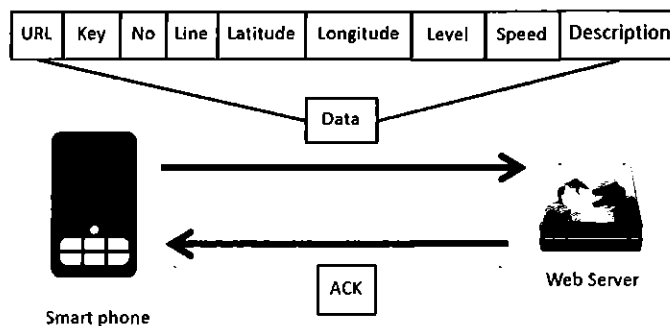 URL Key No Line Latitude Longitude Level Speed Description
Data
ACK
Web Server
Smart phone